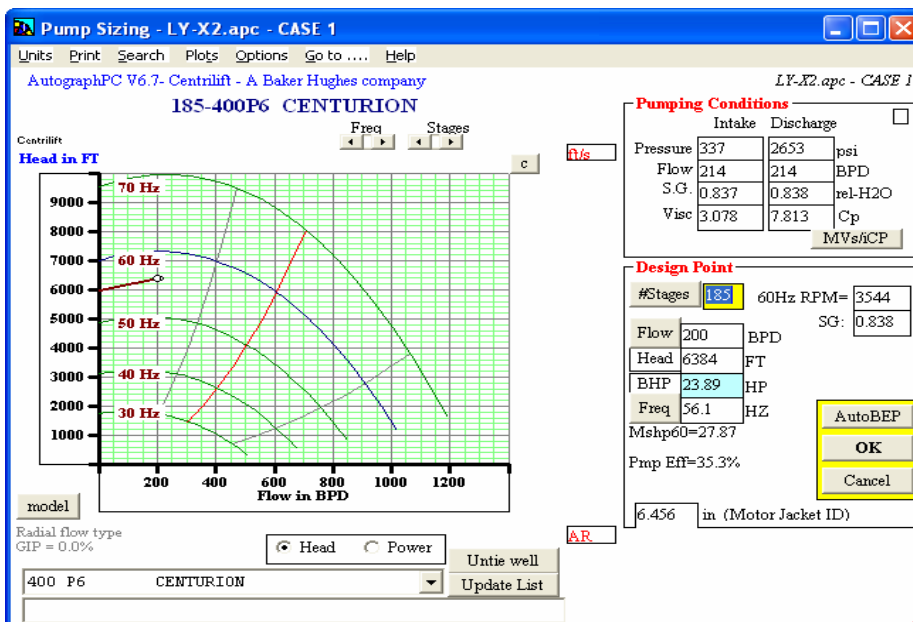 Pump Sizing - LY-X2.apc - CASE 1
Units Print Search Plots Options Go to .... Help
AutographPC V6.7- Centrilift - A Baker Hughes company
LY-X2.apc - CASE 1
185-400P6 CENTURION
Freq Stages
Centrilift
Head in FT
c
ft/s
70 Hz
60 Hz
50 Hz
40 Hz
30 Hz
9000
8000
7000
6000
5000
4000
3000
2000
1000
200 400 600 800 1000 1200
Flow in BPD
model
Radial flow type
GIP = 0.0%
Head Power
Untie well
400 P6 CENTURION
Update List
AR
Pumping Conditions
Intake Discharge
Pressure 337 2653 psi
Flow 214 214 BPD
S.G. 0.837 0.838 rel-H2O
Visc 3.078 7.813 Cp
MVs/iCP
Design Point
#Stages 185 60Hz RPM= 3544
SG: 0.838
Flow 200 BPD
Head 6384 FT
BHP 23.89 HP
Freq 56.1 HZ
Mshp60=27.87
Pmp Eff=35.3%
AutoBEP
OK
Cancel
6.456 in (Motor Jacket ID)